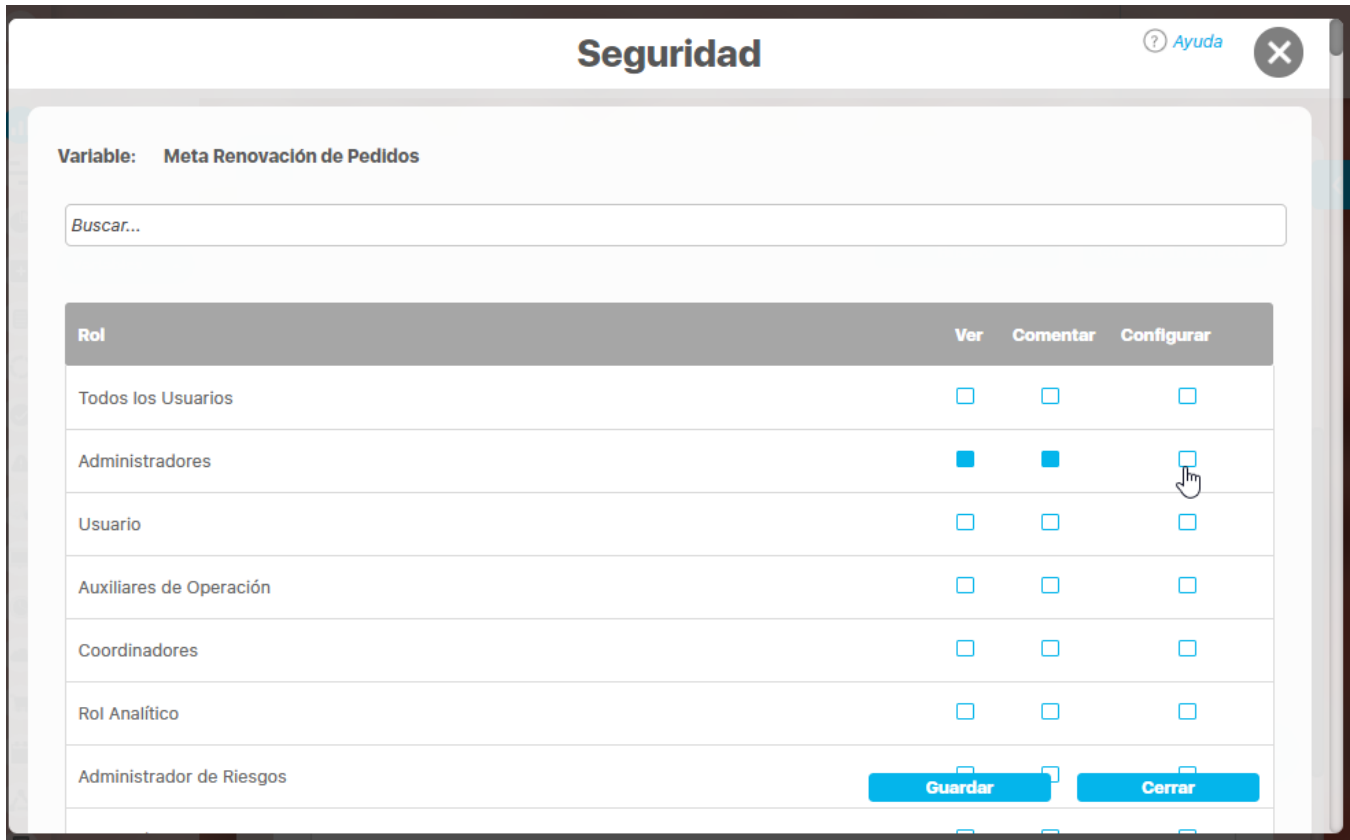 Seguridad
? Ayuda
Variable: Meta Renovación de Pedidos
Buscar...
Rol Ver Comentar Configurar
Todos los Usuarios
Administradores
Usuario
Auxiliares de Operación
Coordinadores
Rol Analítico
Administrador de Riesgos
Guardar Cerrar